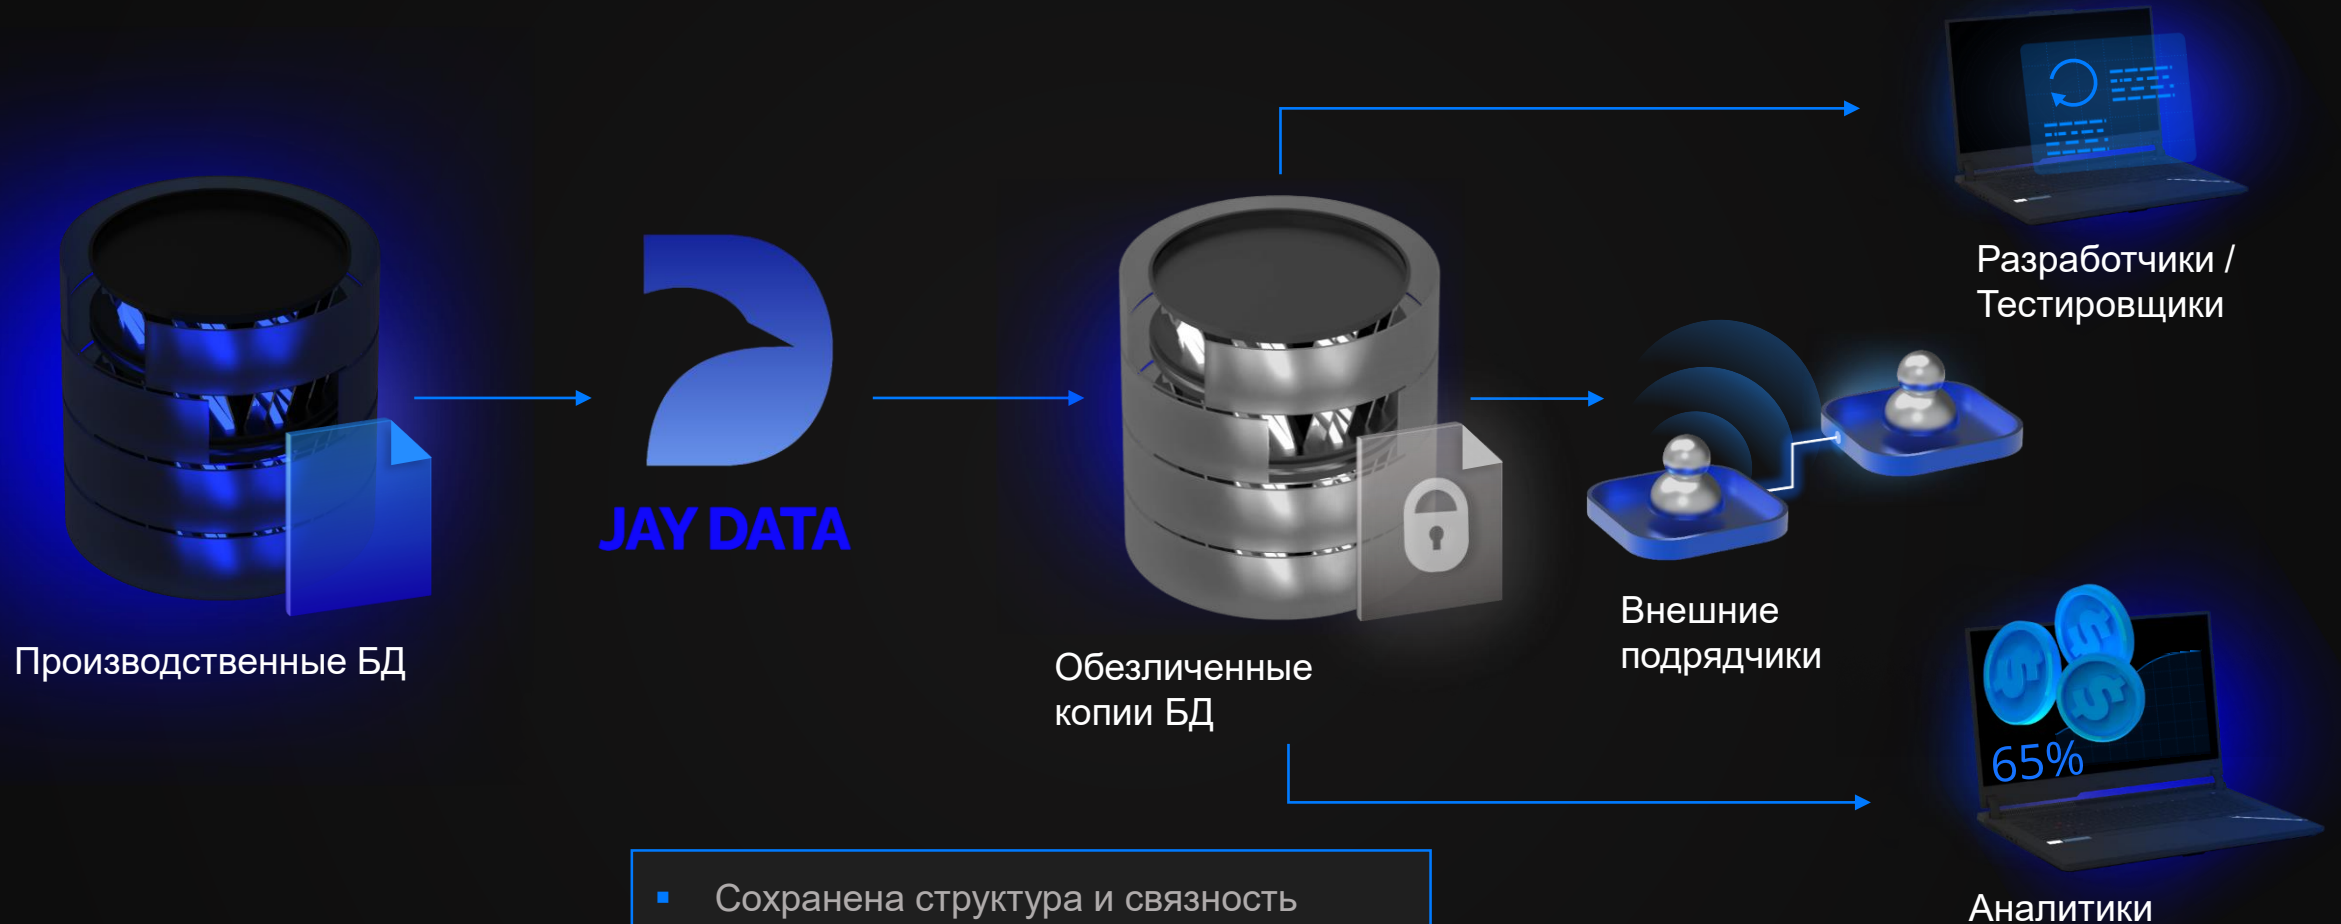 Разработчики /
Тестировщики
JAY DATA
Производственные БД
Обезличенные
копии БД
Внешние
подрядчики
65%
Аналитики
Сохранена структура и связность